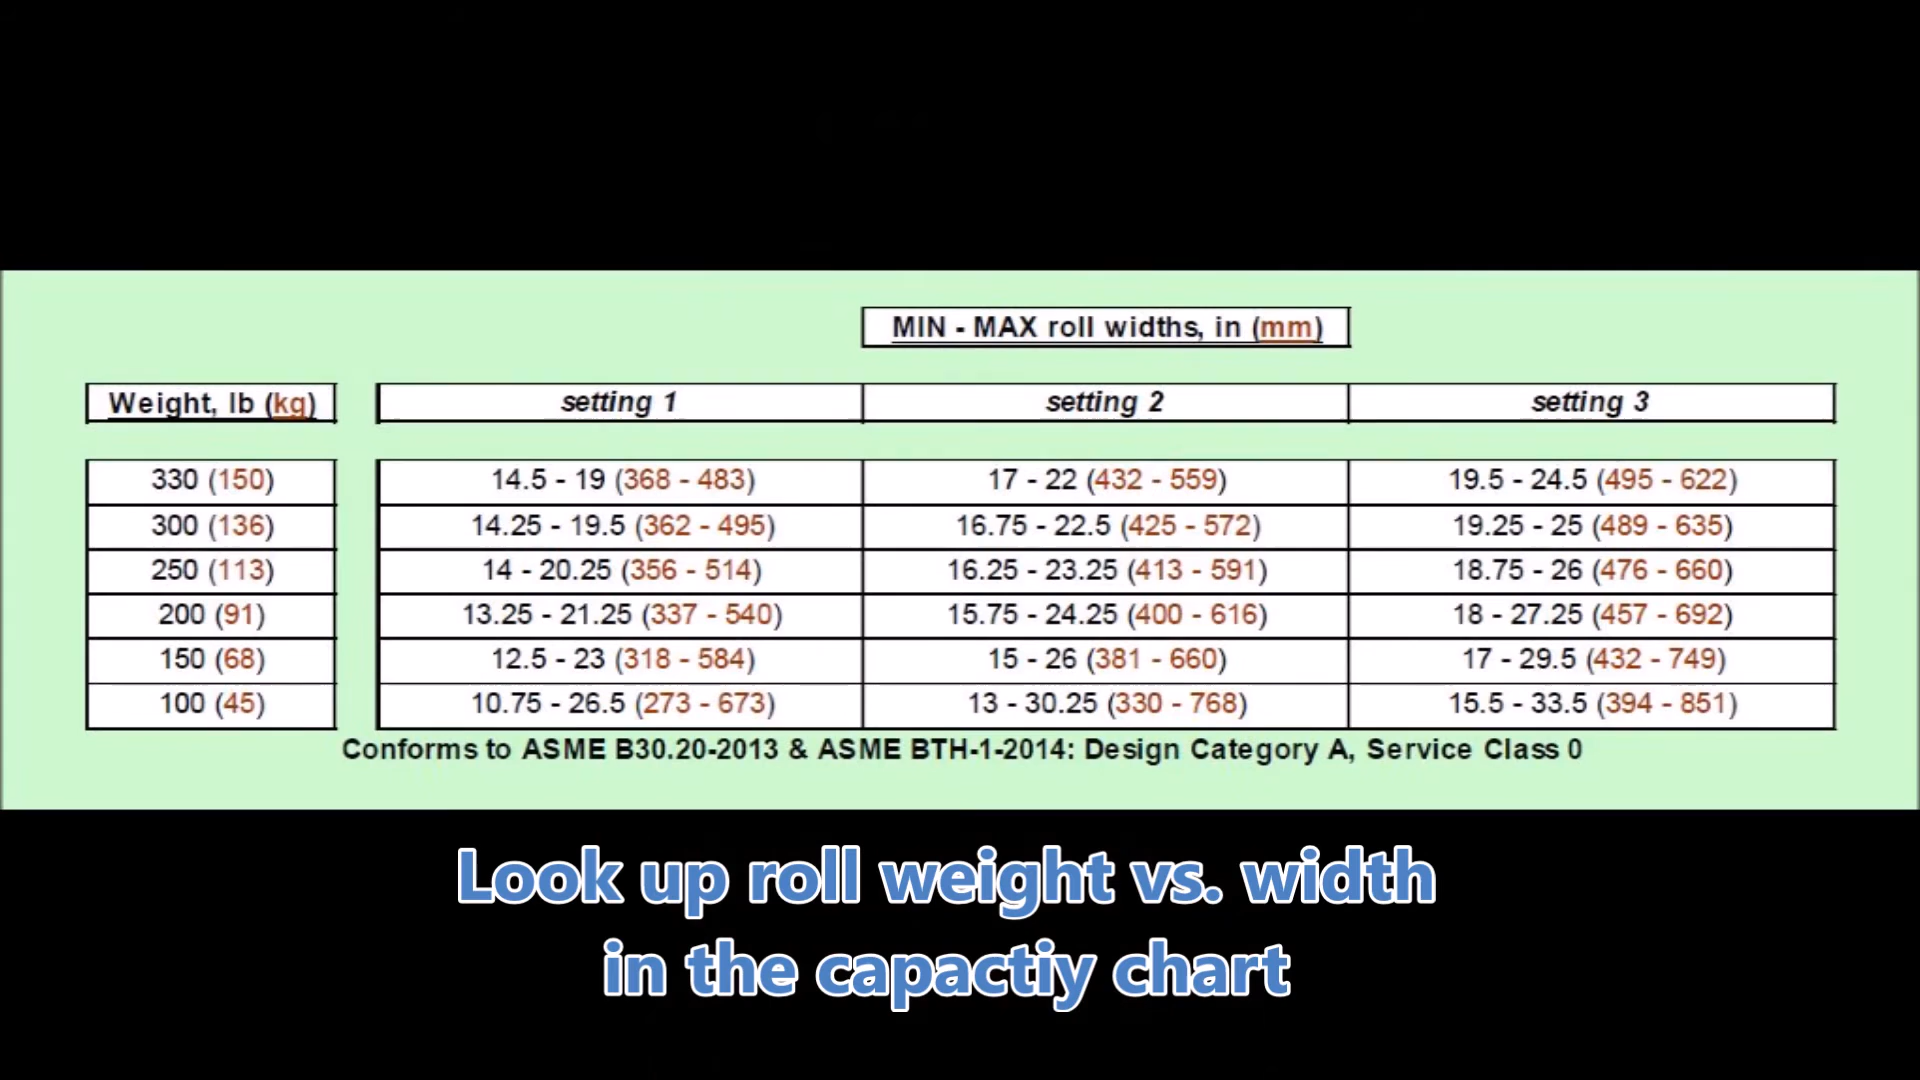 MIN - MAX roll widths, in (mm)
Weight, lb (kg) setting 1 setting 2 setting 3
330 (150) 14.5 - 19 (368 - 483) 17 - 22 (432 - 559) 19.5 - 24.5 (495 - 622)
300 (136) 14.25 - 19.5 (362 - 495) 16.75 - 22.5 (425 - 572) 19.25 - 25 (489 - 635)
250 (113) 14 - 20.25 (356 - 514) 16.25 - 23.25 (413 - 591) 18.75 - 26 (476 - 660)
200 (91) 13.25 - 21.25 (337 - 540) 15.75 - 24.25 (400 - 616) 18 - 27.25 (457 - 692)
150 (68) 12.5 - 23 (318 - 584) 15 - 26 (381 - 660) 17 - 29.5 (432 - 749)
100 (45) 10.75 - 26.5 (273 - 673) 13 - 30.25 (330 - 768) 15.5 - 33.5 (394 - 851)
Conforms to ASME B30.20-2013 & ASME BTH-1-2014: Design Category A, Service Class 0
Look up roll weight vs. width
in the capactiy chart